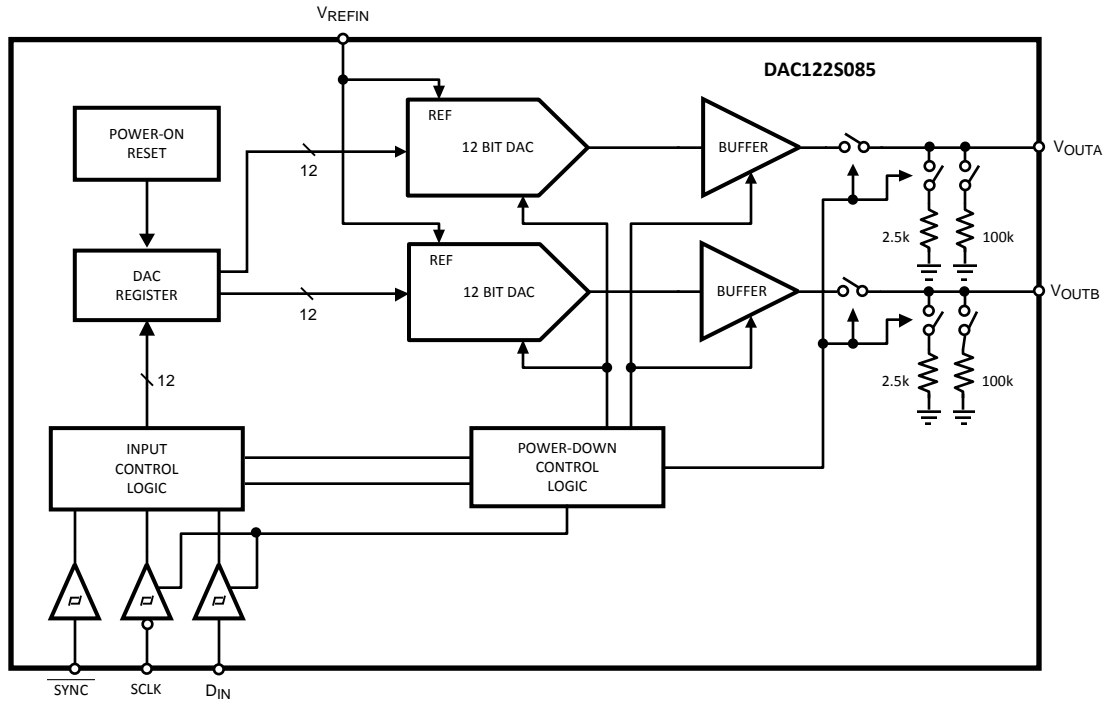 VREFIN
DAC122S085
POWER-ON
RESET
REF
12 BIT DAC
BUFFER
VOUTA
12
2.5k
100k
DAC
REGISTER
REF
12 BIT DAC
BUFFER
VOUTB
12
12
2.5k
100k
INPUT
CONTROL
LOGIC
POWER-DOWN
CONTROL
LOGIC
SYNC
SCLK
DIN